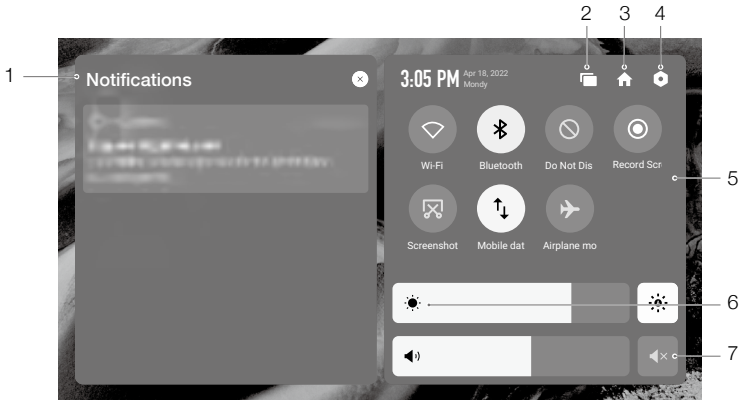 2 3 4
1 Notifications
3:05 PM Apr 18, 2022
Mondy
Wi-Fi Bluetooth Do Not Dis Record Scr
5
Screenshot Mobile dat Airplane mo
6
7